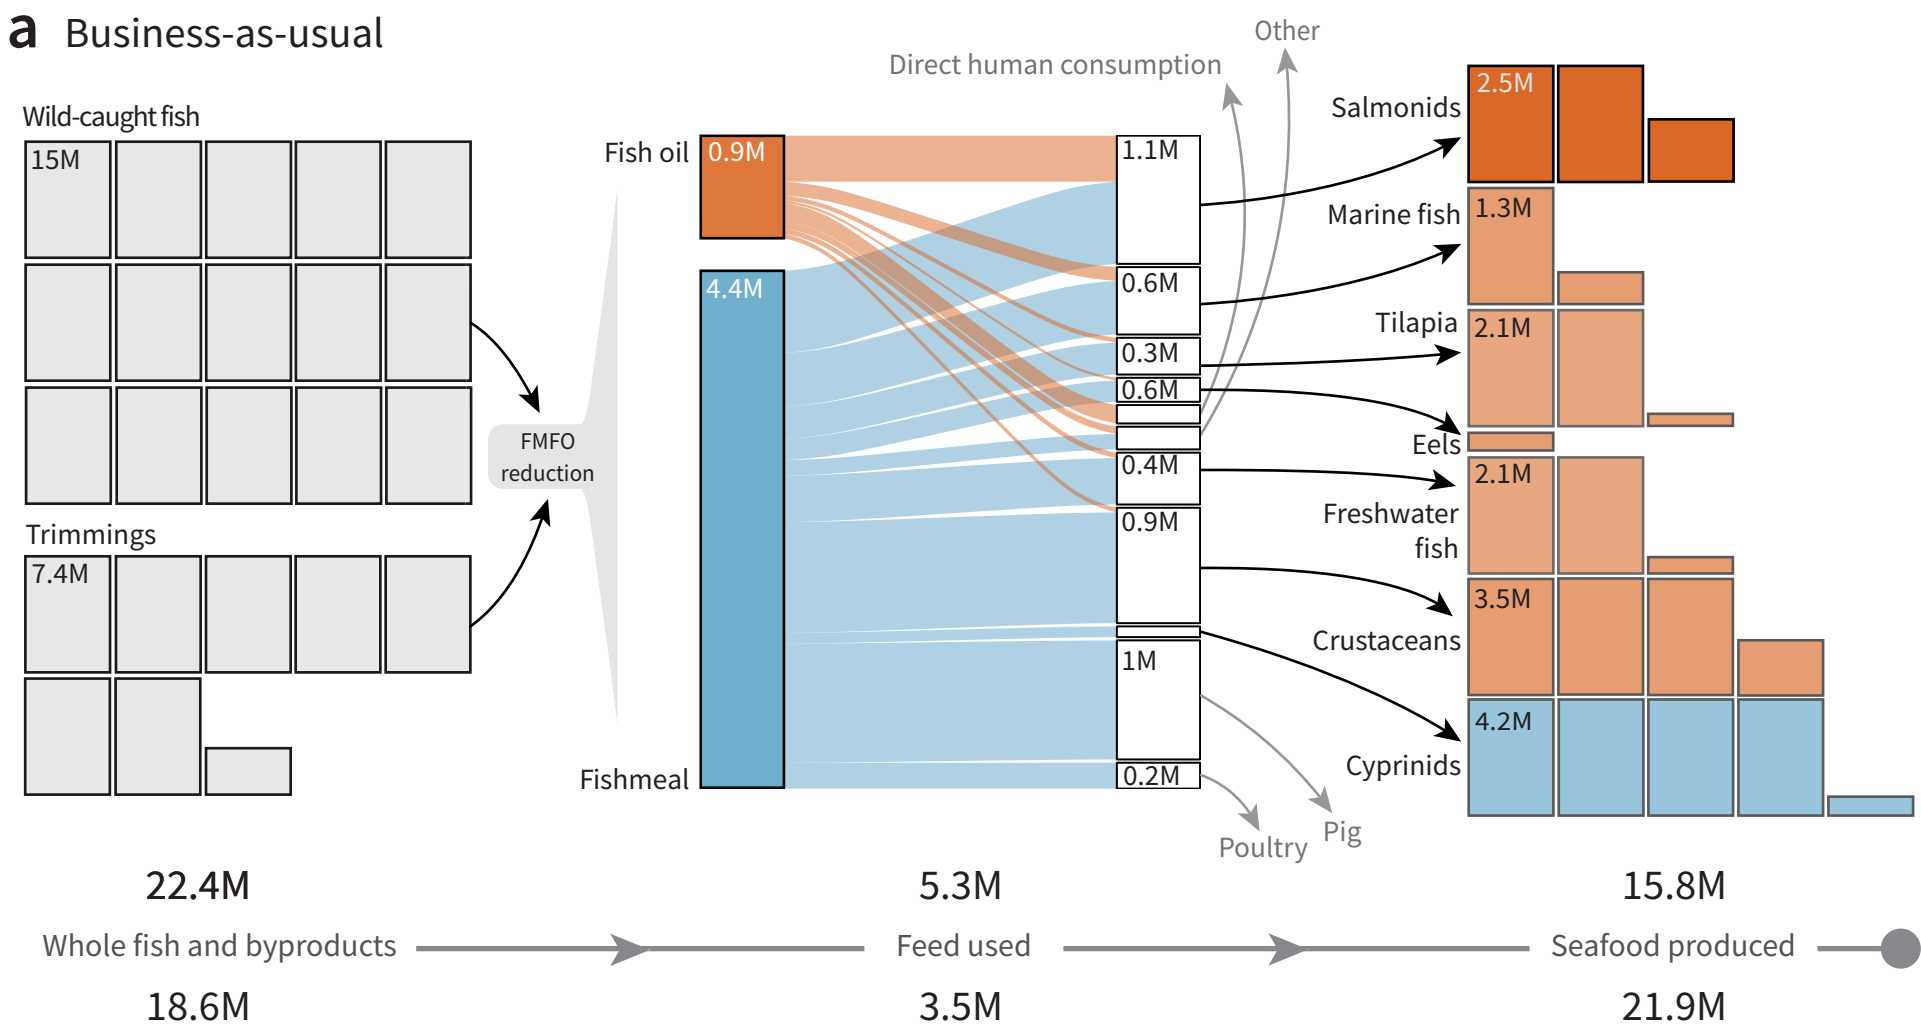 a Business-as-usual
Wild-caught fish
15M
Trimmings
7.4M
FMFO
reduction
Fish oil
0.9M
4.4M
Fishmeal
Direct human consumption
Other
1.1M
0.6M
0.3M
0.6M
0.4M
0.9M
1M
0.2M
Poultry
Pig
Salmonids
2.5M
Marine fish
1.3M
Tilapia
2.1M
Eels
Freshwater
fish
2.1M
Crustaceans
3.5M
Cyprinids
4.2M
22.4M
5.3M
15.8M
Whole fish and byproducts
Feed used
Seafood produced
18.6M
3.5M
21.9M